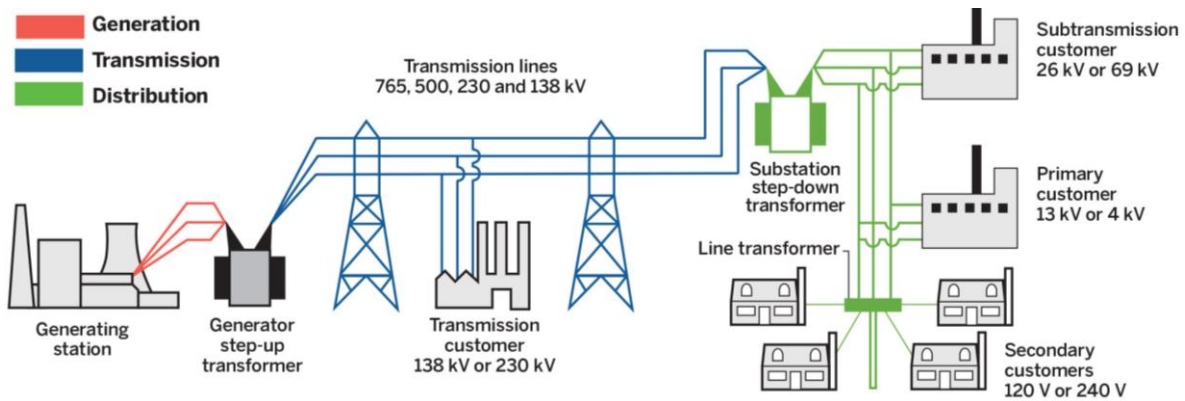 Generation
Transmission
Distribution
Transmission lines
765, 500, 230 and 138 kV
Subtransmission
customer
26 kV or 69 kV
Substation
step-down
transformer
Primary
customer
13 kV or 4 kV
Line transformer
Generating
station
Generator
step-up
transformer
Transmission
customer
138 kV or 230 kV
Secondary
customers
120 V or 240 V